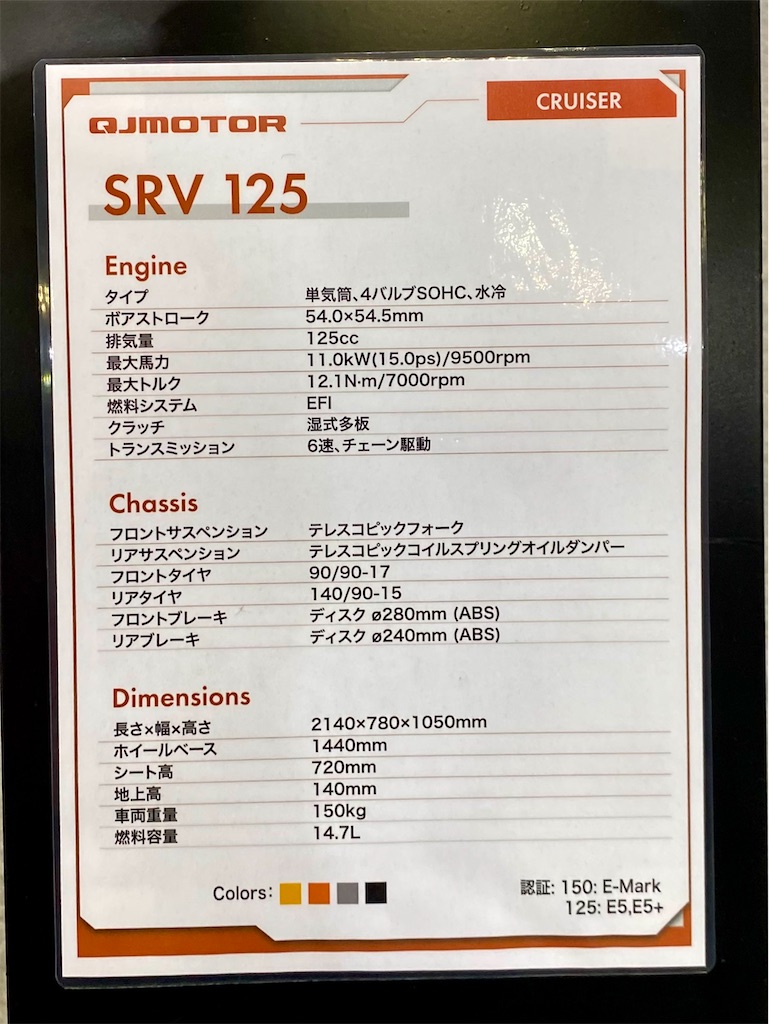 CRUISER
QJMOTOR
SRV 125
Engine
タイプ 単気筒、4バルブSOHC、水冷
ボアストローク 54.0×54.5mm
排気量 125cc
最大馬力 11.0kW(15.0ps)/9500rpm
最大トルク 12.1N·m/7000rpm
燃料システム EFI
クラッチ 湿式多板
トランスミッション 6速、チェーン駆動
Chassis
フロントサスペンション テレスコピックフォーク
リアサスペンション テレスコピックコイルスプリングオイルダンパー
フロントタイヤ 90/90-17
リアタイヤ 140/90-15
フロントブレーキ ディスク ø280mm (ABS)
リアブレーキ ディスク ø240mm (ABS)
Dimensions
長さ×幅×高さ 2140×780×1050mm
ホイールベース 1440mm
シート高 720mm
地上高 140mm
車両重量 150kg
燃料容量 14.7L
Colors:
認証: 150: E-Mark
125: E5,E5+